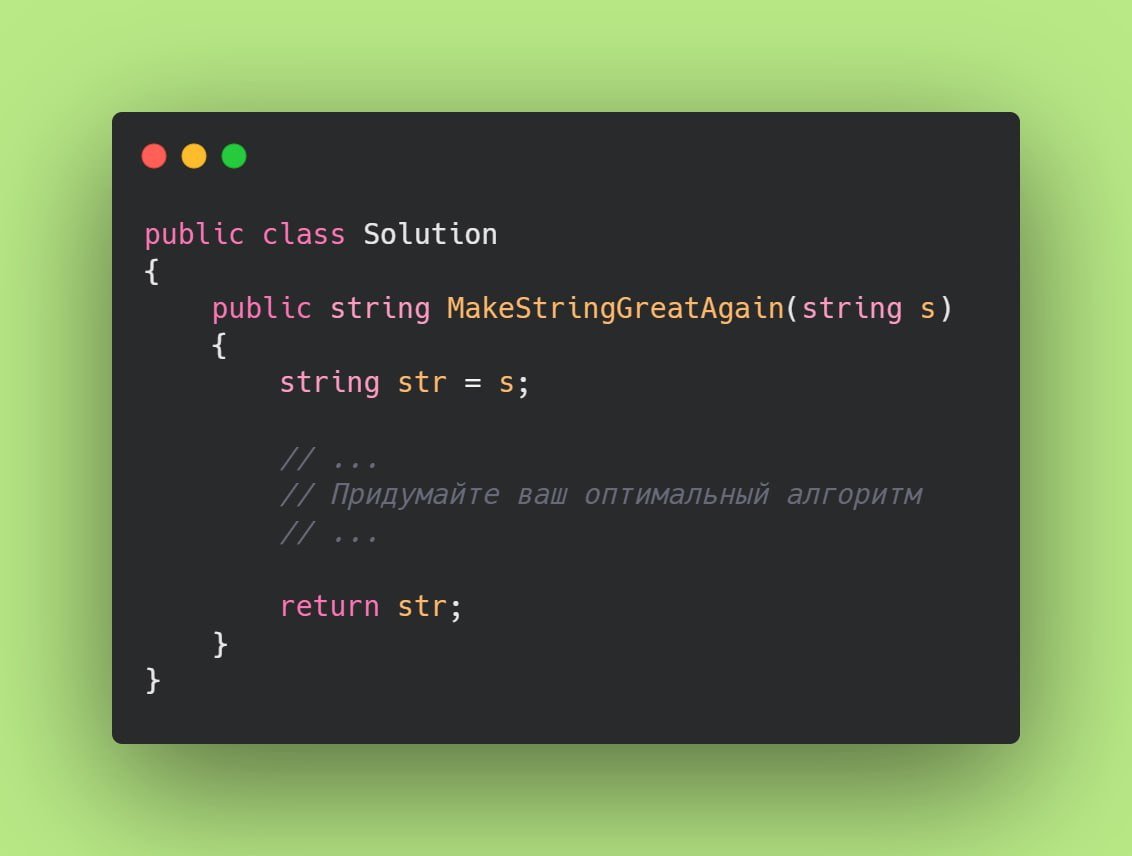 public class Solution
{
    public string MakeStringGreatAgain(string s)
    {
        string str = s;
        // ...
        // Придумайте ваш оптимальный алгоритм
        // ...
        return str;
    }
}